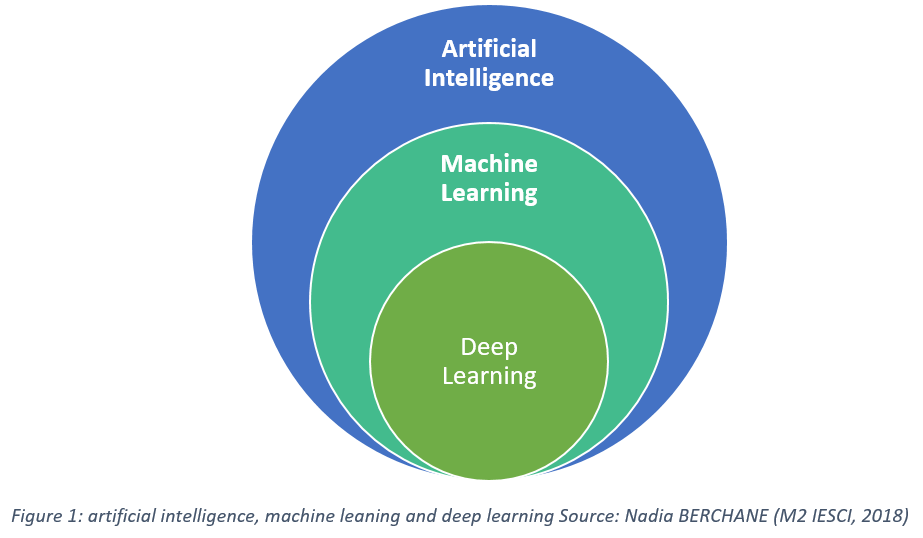 Artificial
Intelligence
Machine
Learning
Deep
Learning
Figure 1: artificial intelligence, machine leaning and deep learning Source: Nadia BERCHANE (M2 IESCI, 2018)